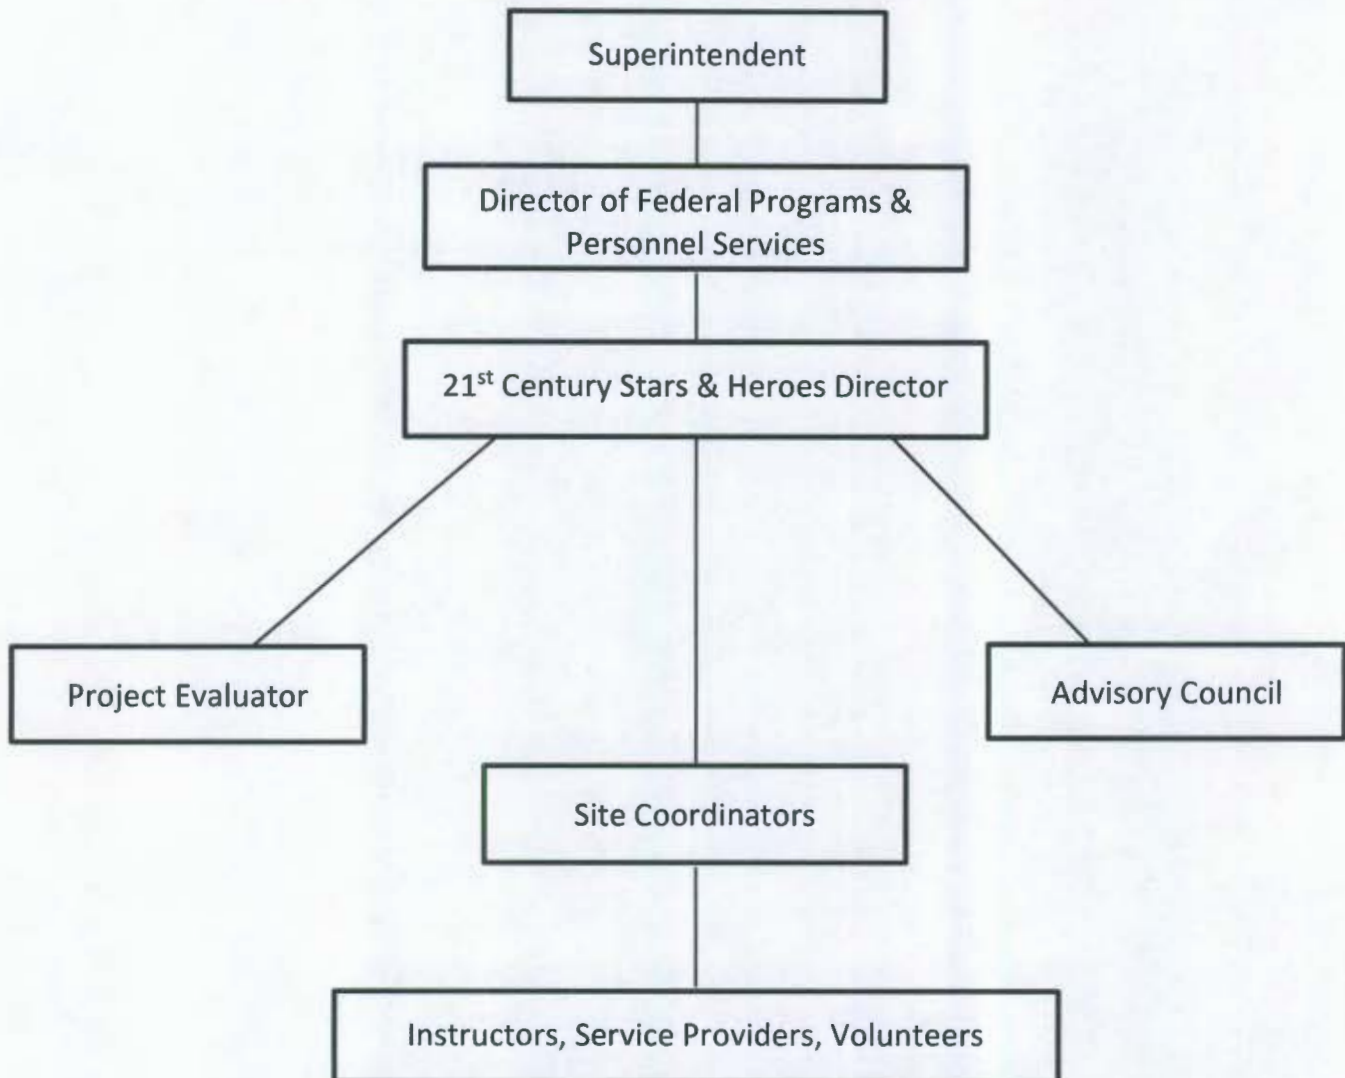 Superintendent
Director of Federal Programs &
Personnel Services
21st Century Stars & Heroes Director
Project Evaluator
Advisory Council
Site Coordinators
Instructors, Service Providers, Volunteers